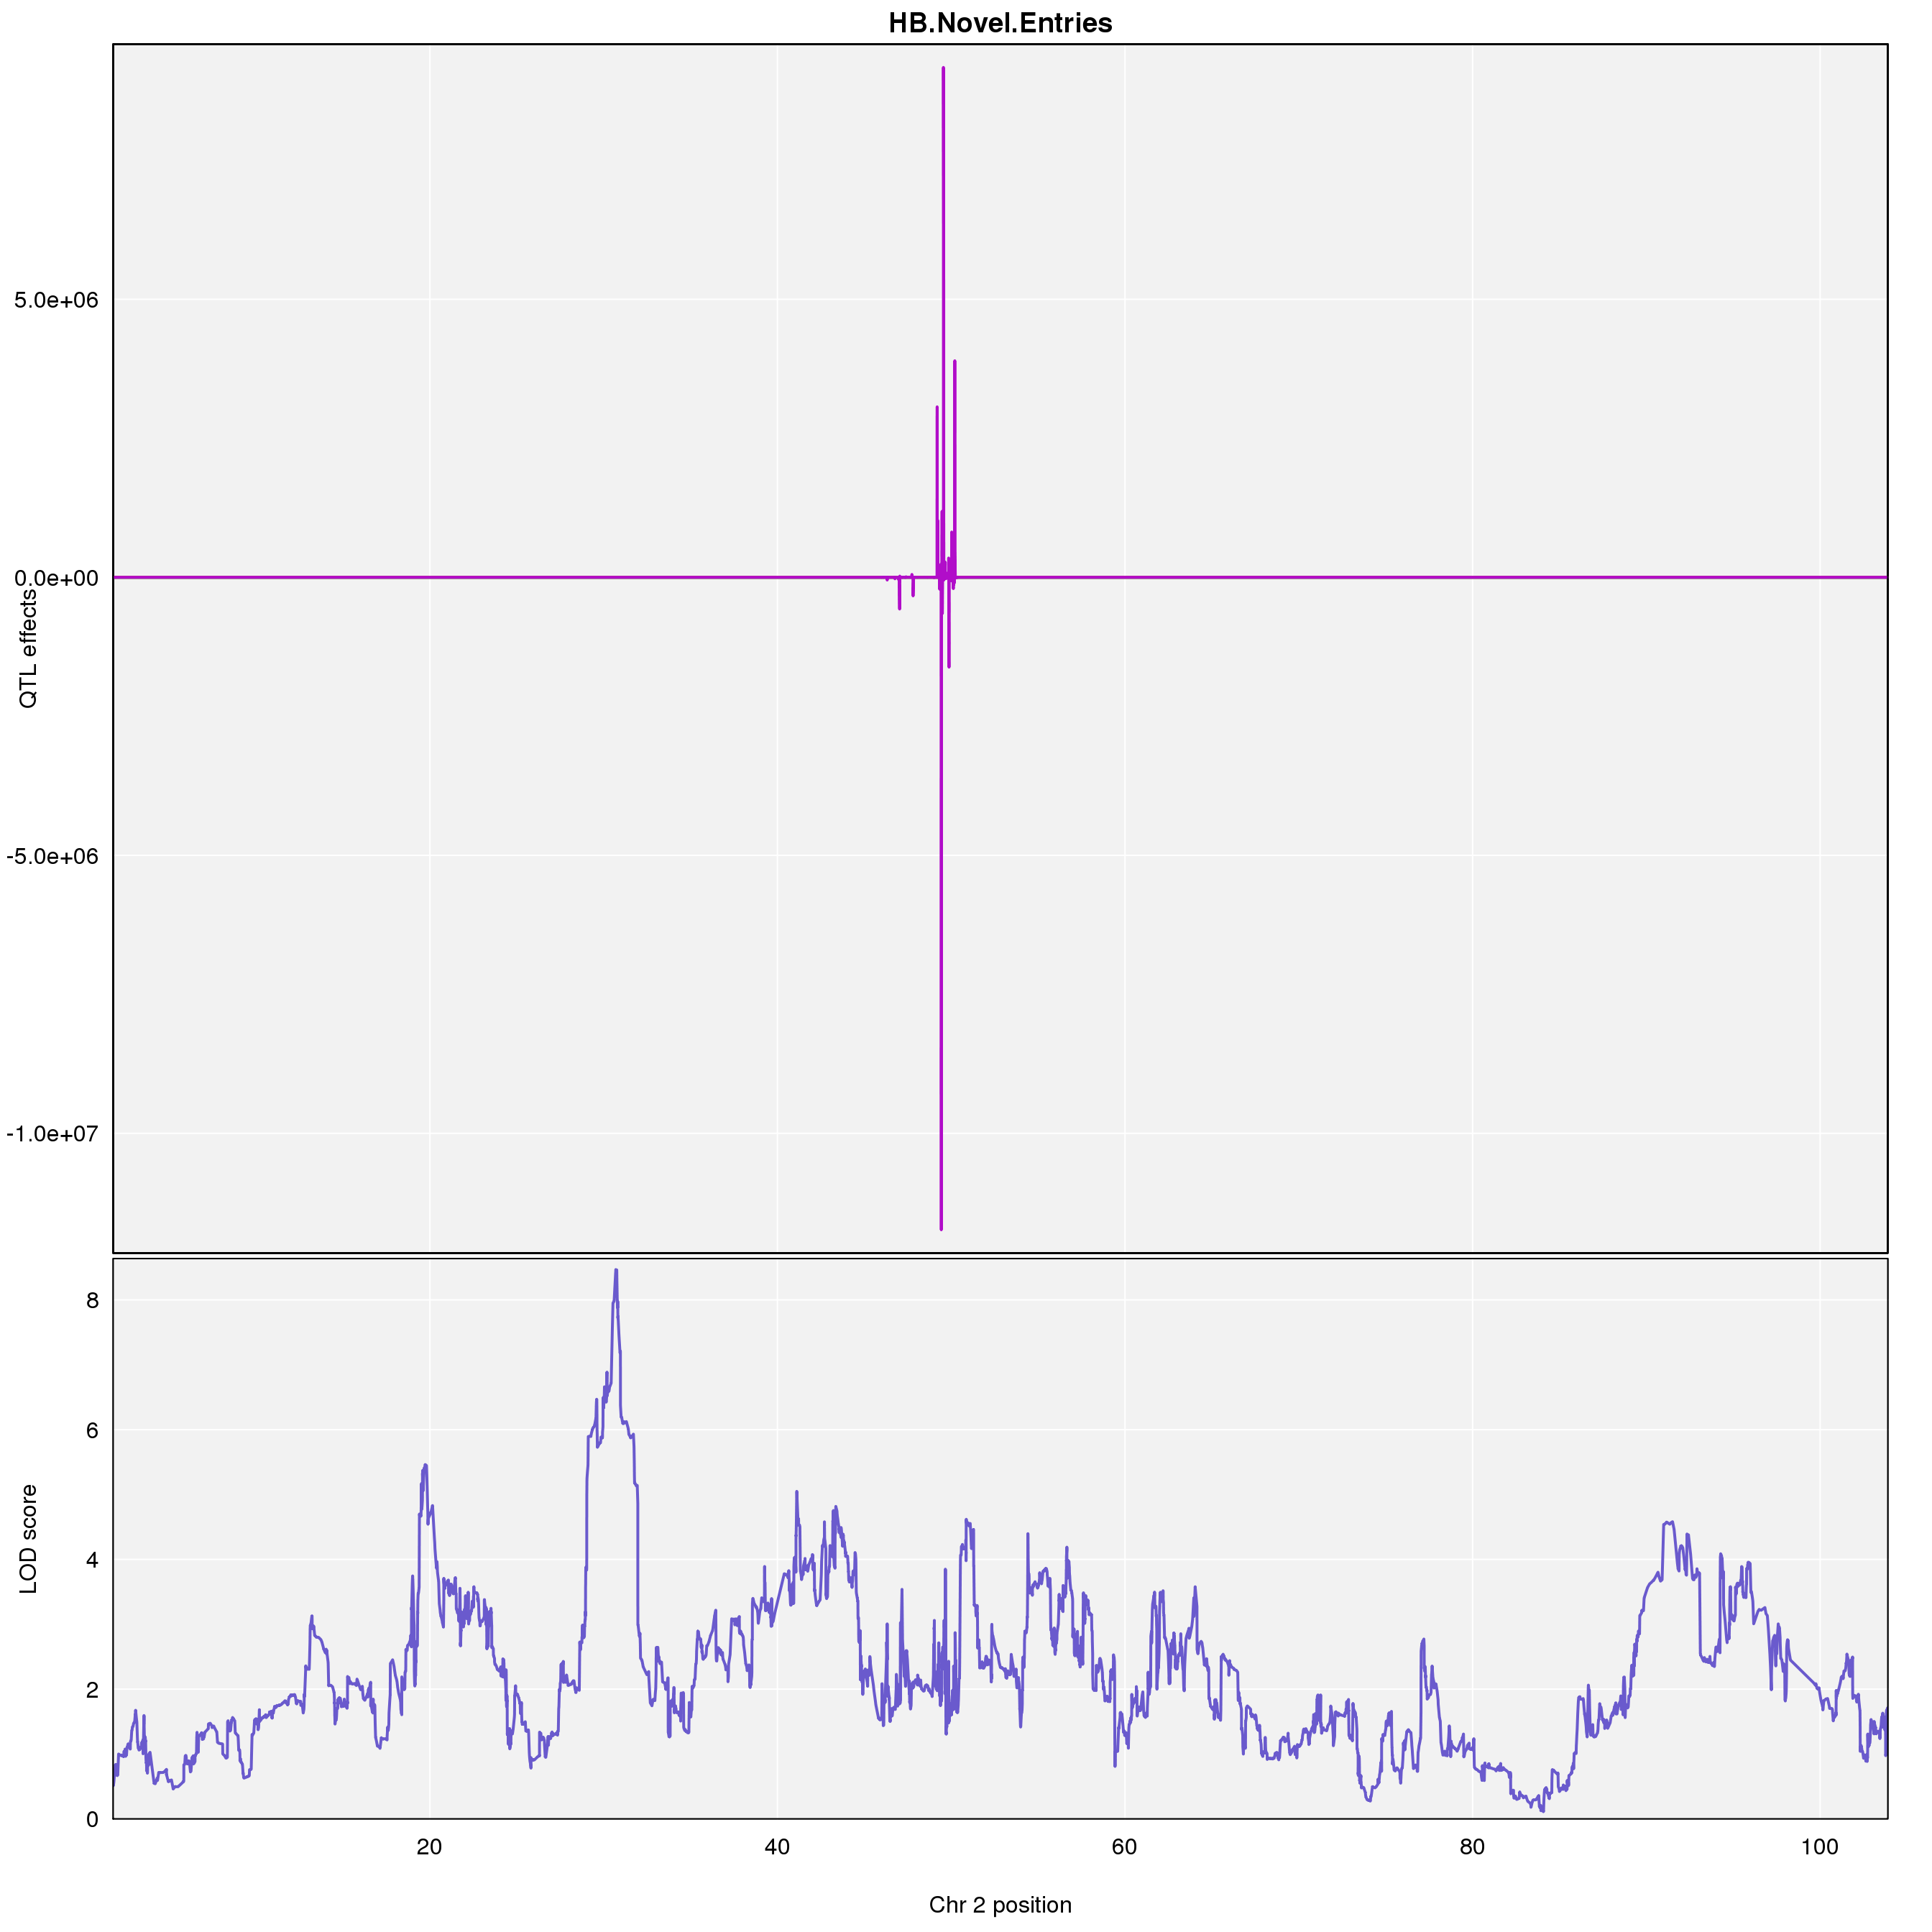 HB.Novel.Entries
5.0e+06
0.0e+00
-5.0e+06
-1.0e+07
QTL effects
8
6
4
2
0
LOD score
20 40 60 80 100
Chr 2 position